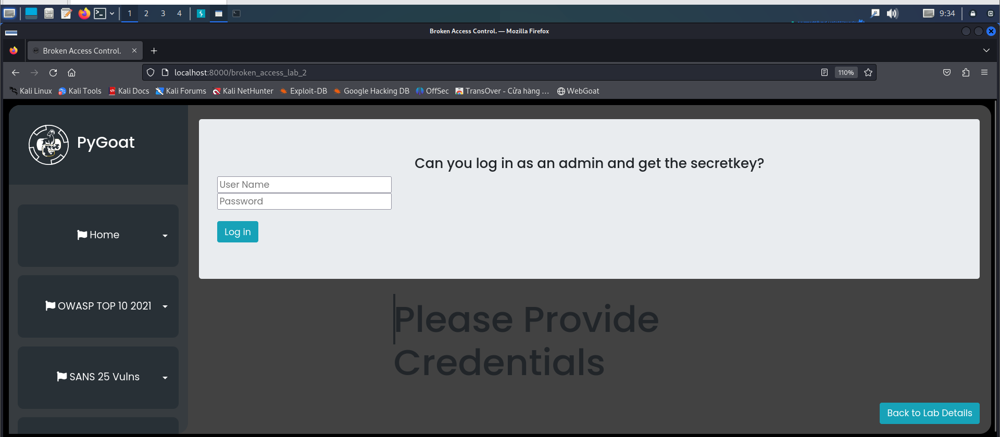 1 2 3 4 9:34
Broken Access Control. — Mozilla Firefox
Broken Access Control.
localhost:8000/broken_access_lab_2 110%
Kali Linux Kali Tools Kali Docs Kali Forums Kali NetHunter Exploit-DB Google Hacking DB OffSec TransOver - Cửa hàng ... WebGoat
PyGoat
Home
OWASP TOP 10 2021
SANS 25 Vulns
Can you log in as an admin and get the secretkey?
User Name
Password
Log in
Please Provide
Credentials
Back to Lab Details